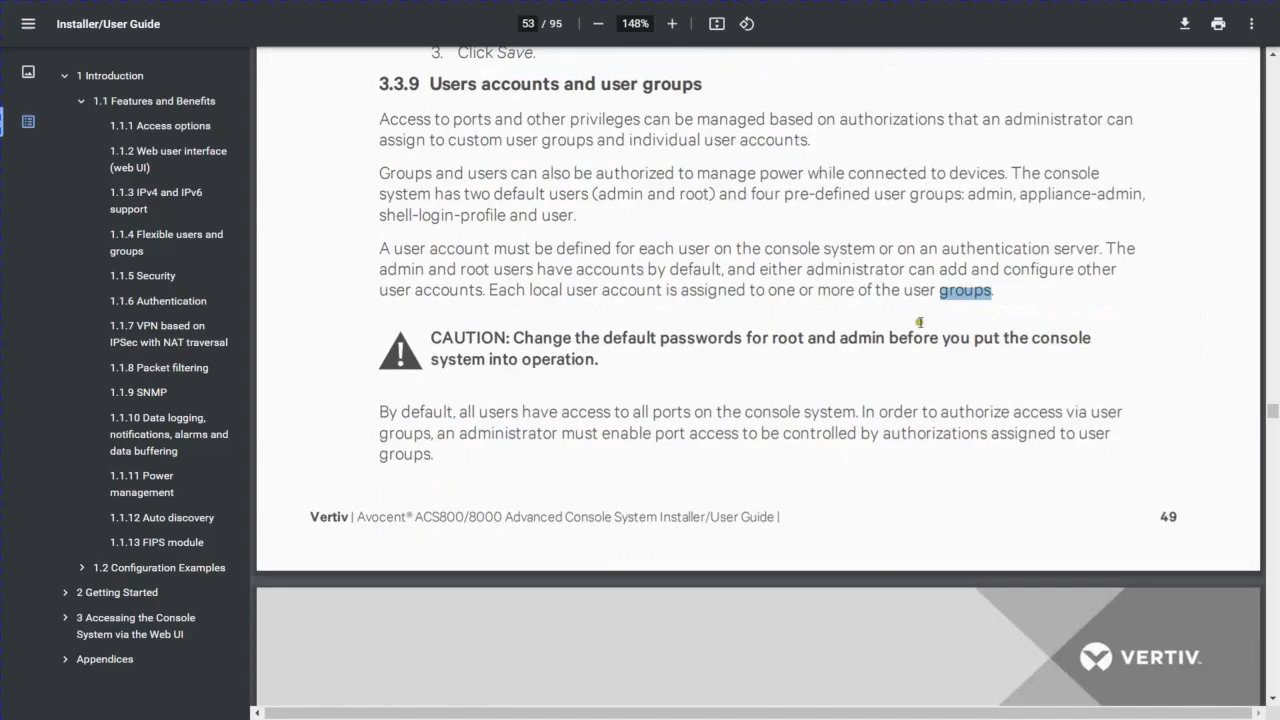 Installer/User Guide
53 / 95
148%
1 Introduction
1.1 Features and Benefits
1.1.1 Access options
1.1.2 Web user interface
(web UI)
1.1.3 IPv4 and IPv6
support
1.1.4 Flexible users and
groups
1.1.5 Security
1.1.6 Authentication
1.1.7 VPN based on
IPSec with NAT traversal
1.1.8 Packet filtering
1.1.9 SNMP
1.1.10 Data logging,
notifications, alarms and
data buffering
1.1.11 Power
management
1.1.12 Auto discovery
1.1.13 FIPS module
1.2 Configuration Examples
2 Getting Started
3 Accessing the Console
System via the Web UI
Appendices
3. Click Save.
3.3.9 Users accounts and user groups
Access to ports and other privileges can be managed based on authorizations that an administrator can
assign to custom user groups and individual user accounts.
Groups and users can also be authorized to manage power while connected to devices. The console
system has two default users (admin and root) and four pre-defined user groups: admin, appliance-admin,
shell-login-profile and user.
A user account must be defined for each user on the console system or on an authentication server. The
admin and root users have accounts by default, and either administrator can add and configure other
user accounts. Each local user account is assigned to one or more of the user groups.
CAUTION: Change the default passwords for root and admin before you put the console
system into operation.
By default, all users have access to all ports on the console system. In order to authorize access via user
groups, an administrator must enable port access to be controlled by authorizations assigned to user
groups.
Vertiv | Avocent® ACS800/8000 Advanced Console System Installer/User Guide |
49
VERTIV.